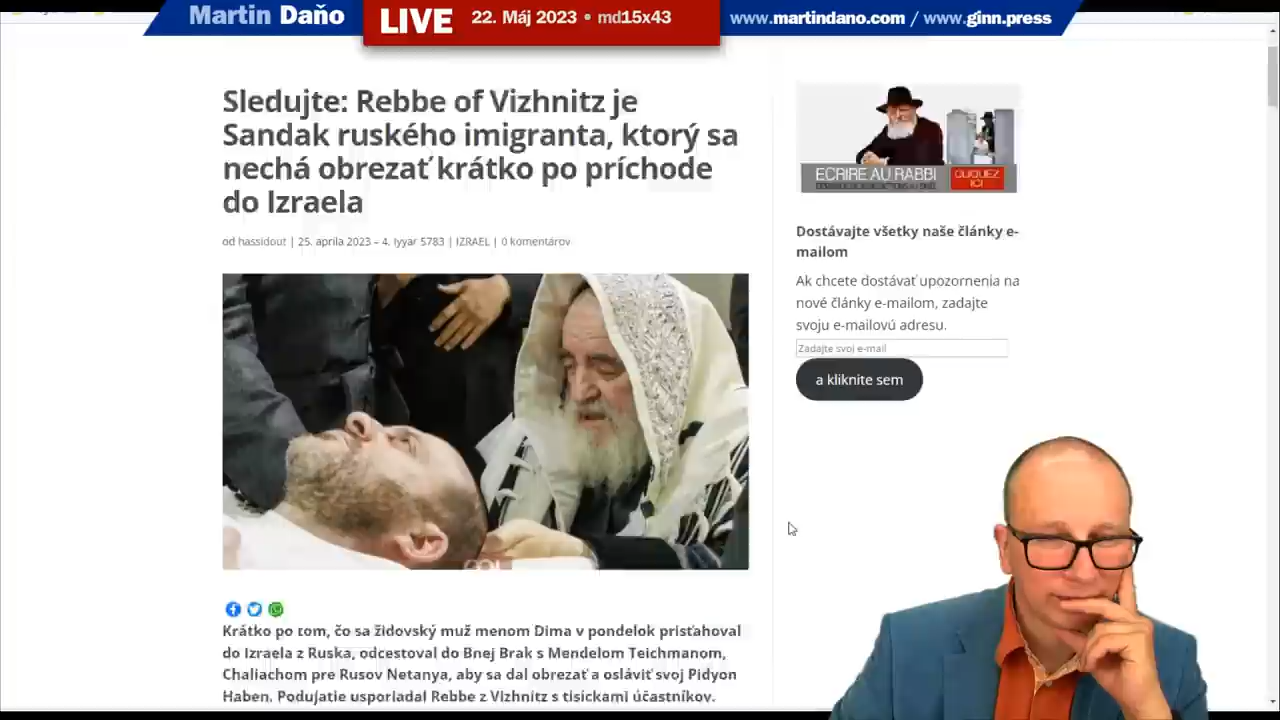 Martin Daňo
LIVE
22. Máj 2023 • md15x43
www.martindano.com / www.ginn.press
Sledujte: Rebbe of Vizhnitz je
Sandak ruského imigranta, ktorý sa
nechá obrezať krátko po príchode
do Izraela
od hassidout | 25. apríla 2023 – 4. Iyyar 5783 | IZRAEL | 0 komentárov
Krátko po tom, čo sa židovský muž menom Dima v pondelok prisťahoval
do Izraela z Ruska, odcestoval do Bnej Brak s Mendelom Teichmanom,
Chaliachom pre Rusov Netanya, aby sa dal obrezať a oslávil svoj Pidyon
Haben. Podujatie usporiadal Rebbe z Vizhnitz s tisíckami účastníkov.
ECRIRE AU RABBI
CLIQUEZ
ICI
Dostávajte všetky naše články e-
mailom
Ak chcete dostávať upozornenia na
nové články e-mailom, zadajte
svoju e-mailovú adresu.
Zadajte svoj e-mail
a kliknite sem